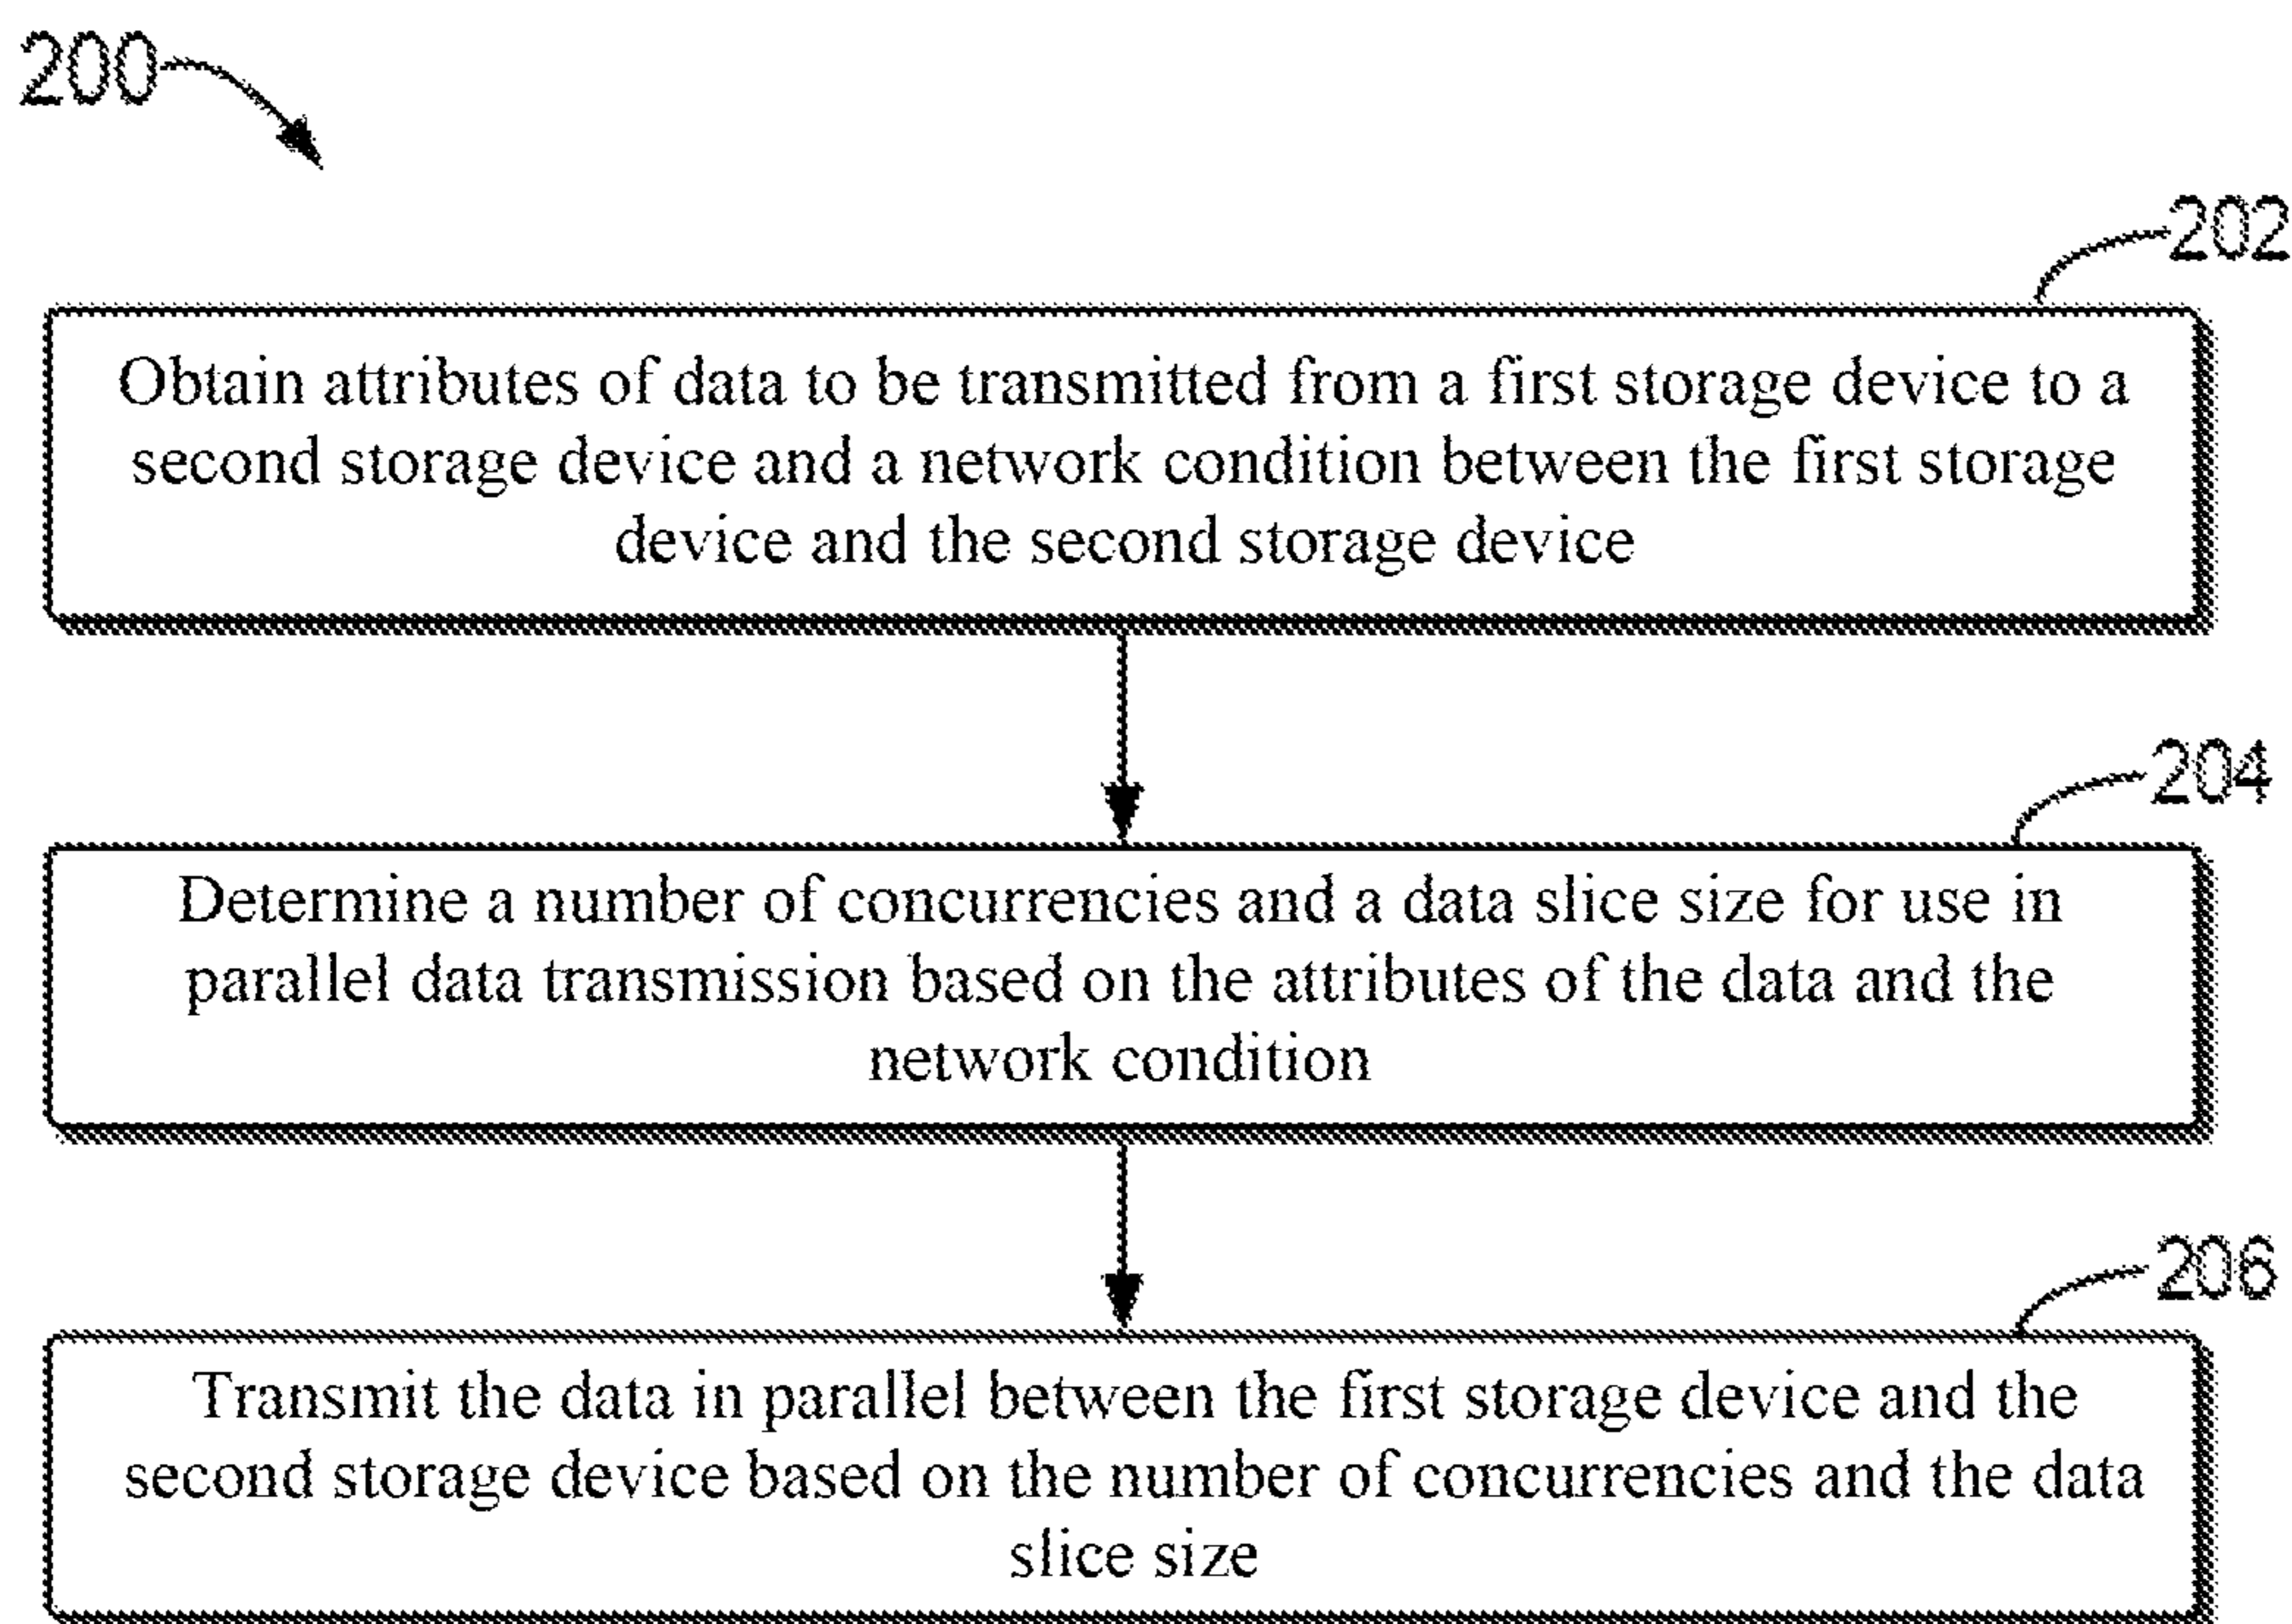 200
202
Obtain attributes of data to be transmitted from a first storage device to a
second storage device and a network condition between the first storage
device and the second storage device
204
Determine a number of concurrencies and a data slice size for use in
parallel data transmission based on the attributes of the data and the
network condition
206
Transmit the data in parallel between the first storage device and the
second storage device based on the number of concurrencies and the data
slice size